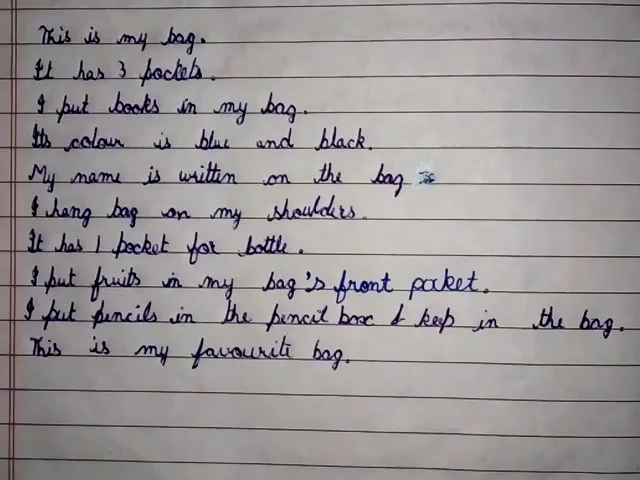 This is my bag.
It has 3 pockets.
I put books in my bag.
Its colour is blue and black.
My name is written on the bag
I hang bag on my shoulders.
It has 1 pocket for bottle.
I put fruits in my bag's front pocket.
I put pencils in the pencil box & keep in the bag.
This is my favourite bag.